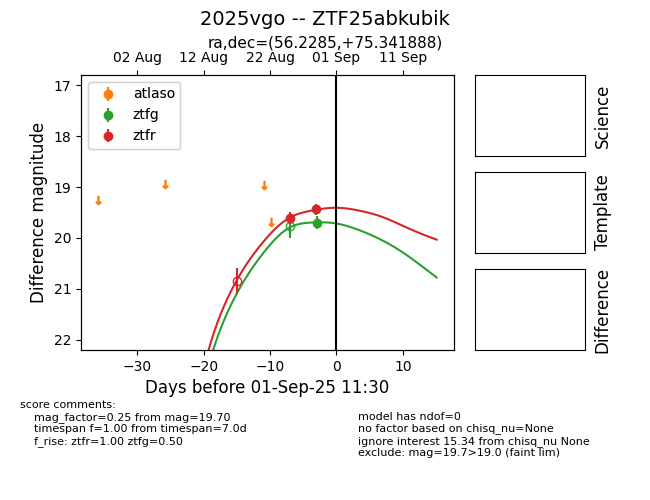 2025vgo -- ZTF25abkubik
ra,dec=(56.2285,+75.341888)
02 Aug 12 Aug 22 Aug 01 Sep 11 Sep
atlaso
ztfg
ztfr
17
18
19
20
21
22
Difference magnitude
−30 −20 −10 0 10
Days before 01-Sep-25 11:30
Science
Template
Difference
score comments:
mag_factor=0.25 from mag=19.70
timespan f=1.00 from timespan=7.0d
f_rise: ztfr=1.00 ztfg=0.50
model has ndof=0
no factor based on chisq_nu=None
ignore interest 15.34 from chisq_nu None
exclude: mag=19.7>19.0 (faint lim)